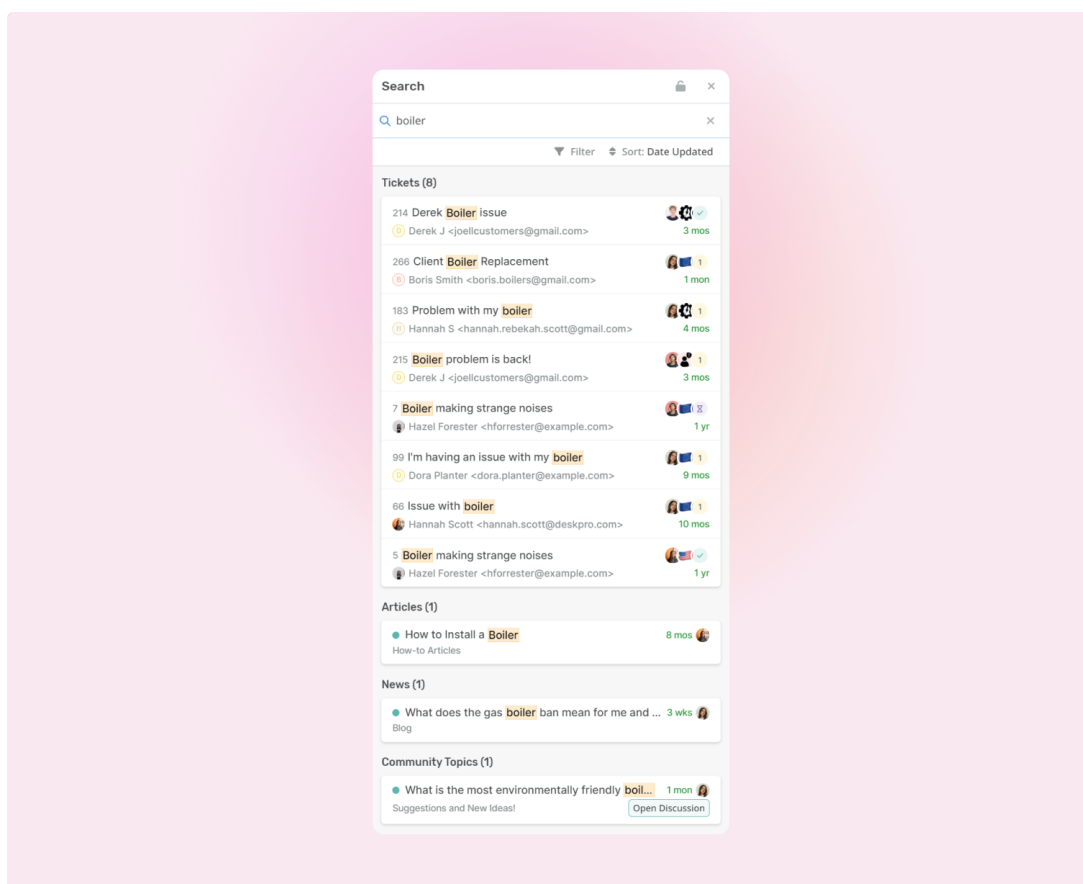 Search
boiler
Filter Sort: Date Updated
Tickets (8)
214 Derek Boiler issue
D Derek J <joellcustomers@gmail.com> 3 mos
266 Client Boiler Replacement 1
B Boris Smith <boris.boilers@gmail.com> 1 mon
183 Problem with my boiler 1
H Hannah S <hannah.rebekah.scott@gmail.com> 4 mos
215 Boiler problem is back! 1
D Derek J <joellcustomers@gmail.com> 3 mos
7 Boiler making strange noises
Hazel Forester <hforrester@example.com> 1 yr
99 I'm having an issue with my boiler 1
D Dora Planter <dora.planter@example.com> 9 mos
66 Issue with boiler 1
Hannah Scott <hannah.scott@deskpro.com> 10 mos
5 Boiler making strange noises
Hazel Forester <hforrester@example.com> 1 yr
Articles (1)
How to Install a Boiler 8 mos
How-to Articles
News (1)
What does the gas boiler ban mean for me and ... 3 wks
Blog
Community Topics (1)
What is the most environmentally friendly boil... 1 mon
Suggestions and New Ideas! Open Discussion